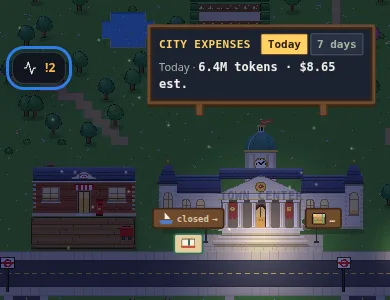 CITY EXPENSES Today 7 days
Today · 6.4M tokens · $8.65
est.
!2
closed →